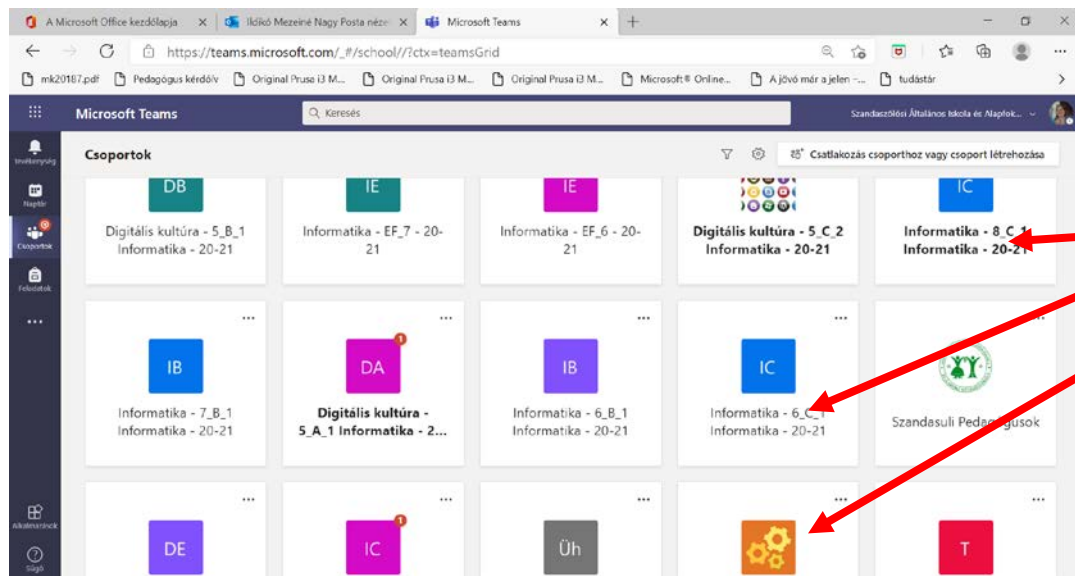 A Microsoft Office kezdőlapja
Ildikó Mezeiné Nagy Posta néze
Microsoft Teams
https://teams.microsoft.com/_#/school//?ctx=teamsGrid
mk20187.pdf
Pedagógus kérdőív
Original Prusa i3 M...
Original Prusa i3 M...
Original Prusa i3 M...
Microsoft® Online...
A jövő már a jelen –...
tudástár
Microsoft Teams
Keresés
Szandaszőlősi Általános Iskola és Alapfok...
Csoportok
Csatlakozás csoporthoz vagy csoport létrehozása
Tevékenység
Naptár
Csoportok
Feladatok
Alkalmazások
Súgó
DB
Digitális kultúra - 5_B_1
Informatika - 20-21
IE
Informatika - EF_7 - 20-
21
IE
Informatika - EF_6 - 20-
21
Digitális kultúra - 5_C_2
Informatika - 20-21
IC
Informatika - 8_C_1
Informatika - 20-21
IB
Informatika - 7_B_1
Informatika - 20-21
1
DA
Digitális kultúra -
5_A_1 Informatika - 2...
IB
Informatika - 6_B_1
Informatika - 20-21
IC
Informatika - 6_C_1
Informatika - 20-21
Szandasuli Pedagógusok
DE
1
IC
Üh
T